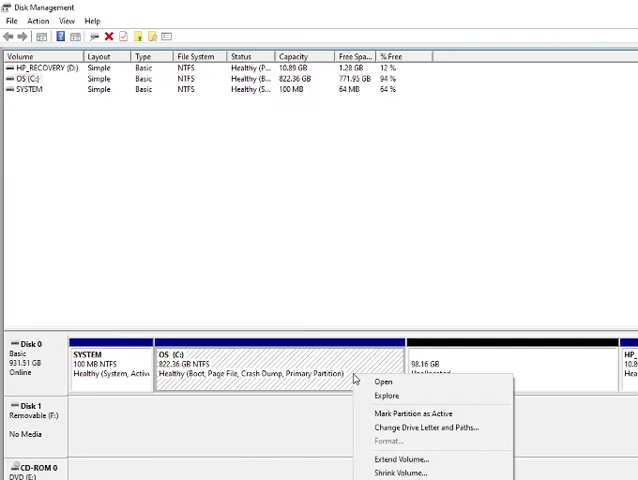 Disk Management
File Action View Help
Volume Layout Type File System Status Capacity Free Spa... % Free
HP_RECOVERY (D:) Simple Basic NTFS Healthy (P... 10.89 GB 1.28 GB 12 %
OS (C:) Simple Basic NTFS Healthy (B... 822.36 GB 771.95 GB 94 %
SYSTEM Simple Basic NTFS Healthy (S... 100 MB 64 MB 64 %
Disk 0
Basic
931.51 GB
Online
SYSTEM
100 MB NTFS
Healthy (System, Active
OS (C:)
822.36 GB NTFS
Healthy (Boot, Page File, Crash Dump, Primary Partition)
98.16 GB
HP_
10.8
Heal
Open
Explore
Mark Partition as Active
Change Drive Letter and Paths...
Format...
Extend Volume...
Shrink Volume...
Disk 1
Removable (F:)
No Media
CD-ROM 0
DVD (E:)